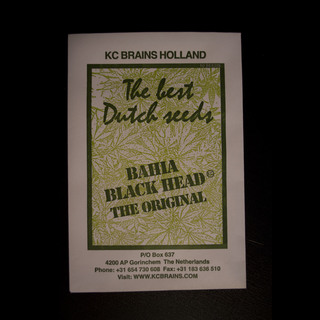 KC BRAINS HOLLAND
The best
Dutch seeds
BAHIA
BLACK HEAD®
THE ORIGINAL
P/O Box 637
4200 AP Gorinchem The Netherlands
Phone: +31 654 730 608 Fax: +31 183 636 010
Visit: WWW.KCBRAINS.COM